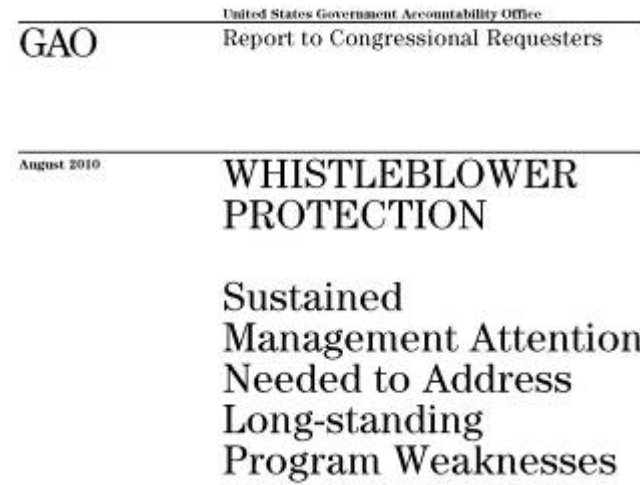 United States Government Accountability Office
GAO
Report to Congressional Requesters
August 2010
WHISTLEBLOWER
PROTECTION
Sustained
Management Attention
Needed to Address
Long-standing
Program Weaknesses